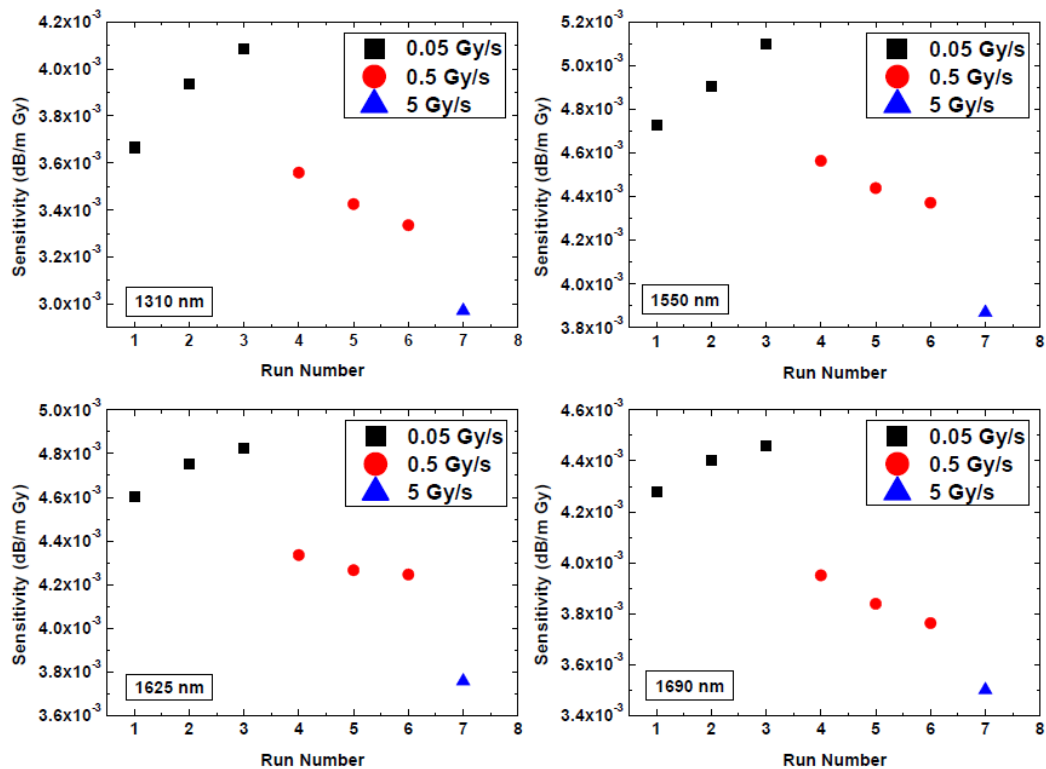 4.2x10-3
4.0x10-3
3.8x10-3
3.6x10-3
3.4x10-3
3.2x10-3
3.0x10-3
Sensitivity (dB/m Gy)
0.05 Gy/s
0.5 Gy/s
5 Gy/s
1310 nm
1 2 3 4 5 6 7 8
Run Number
5.2x10-3
5.0x10-3
4.8x10-3
4.6x10-3
4.4x10-3
4.2x10-3
4.0x10-3
3.8x10-3
Sensitivity (dB/m Gy)
0.05 Gy/s
0.5 Gy/s
5 Gy/s
1550 nm
1 2 3 4 5 6 7 8
Run Number
5.0x10-3
4.8x10-3
4.6x10-3
4.4x10-3
4.2x10-3
4.0x10-3
3.8x10-3
3.6x10-3
Sensitivity (dB/m Gy)
0.05 Gy/s
0.5 Gy/s
5 Gy/s
1625 nm
1 2 3 4 5 6 7 8
Run Number
4.6x10-3
4.4x10-3
4.2x10-3
4.0x10-3
3.8x10-3
3.6x10-3
3.4x10-3
Sensitivity (dB/m Gy)
0.05 Gy/s
0.5 Gy/s
5 Gy/s
1690 nm
1 2 3 4 5 6 7 8
Run Number